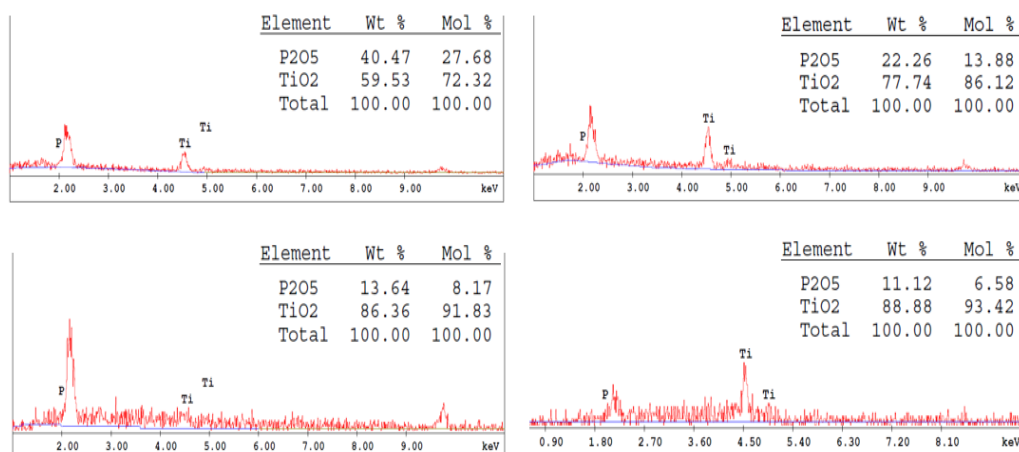 Element Wt % Mol %
P2O5 40.47 27.68
TiO2 59.53 72.32
Total 100.00 100.00
Ti
P Ti
2.00 3.00 4.00 5.00 6.00 7.00 8.00 9.00 keV
Element Wt % Mol %
P2O5 22.26 13.88
TiO2 77.74 86.12
Total 100.00 100.00
Ti
P Ti
2.00 3.00 4.00 5.00 6.00 7.00 8.00 9.00 keV
Element Wt % Mol %
P2O5 13.64 8.17
TiO2 86.36 91.83
Total 100.00 100.00
Ti
P Ti
2.00 3.00 4.00 5.00 6.00 7.00 8.00 9.00 keV
Element Wt % Mol %
P2O5 11.12 6.58
TiO2 88.88 93.42
Total 100.00 100.00
Ti
P Ti
0.90 1.80 2.70 3.60 4.50 5.40 6.30 7.20 8.10 keV